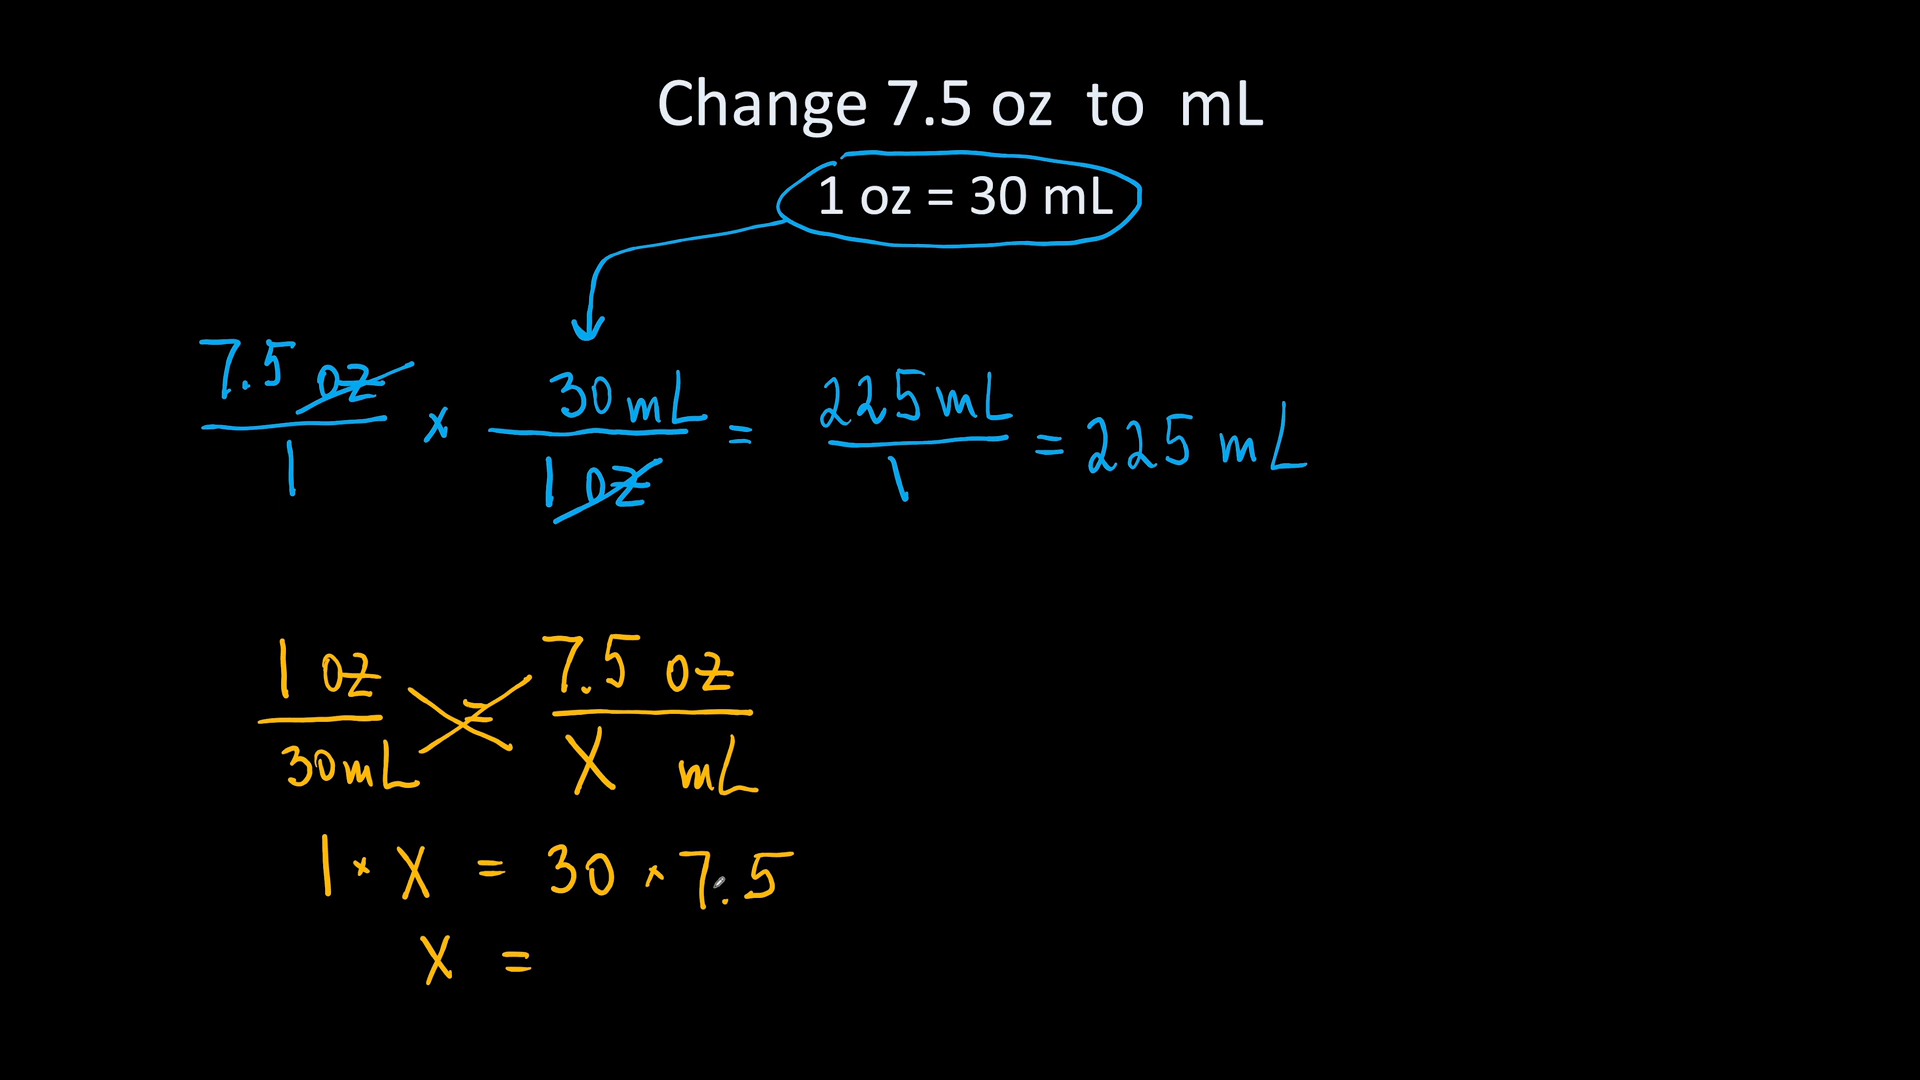 Change 7.5 oz to mL
1 oz = 30 mL
7.5 oz / 1 × 30 mL / 1 oz = 225 mL / 1 = 225 mL
1 oz / 30 mL = 7.5 oz / X mL
1 × X = 30 × 7.5
X =